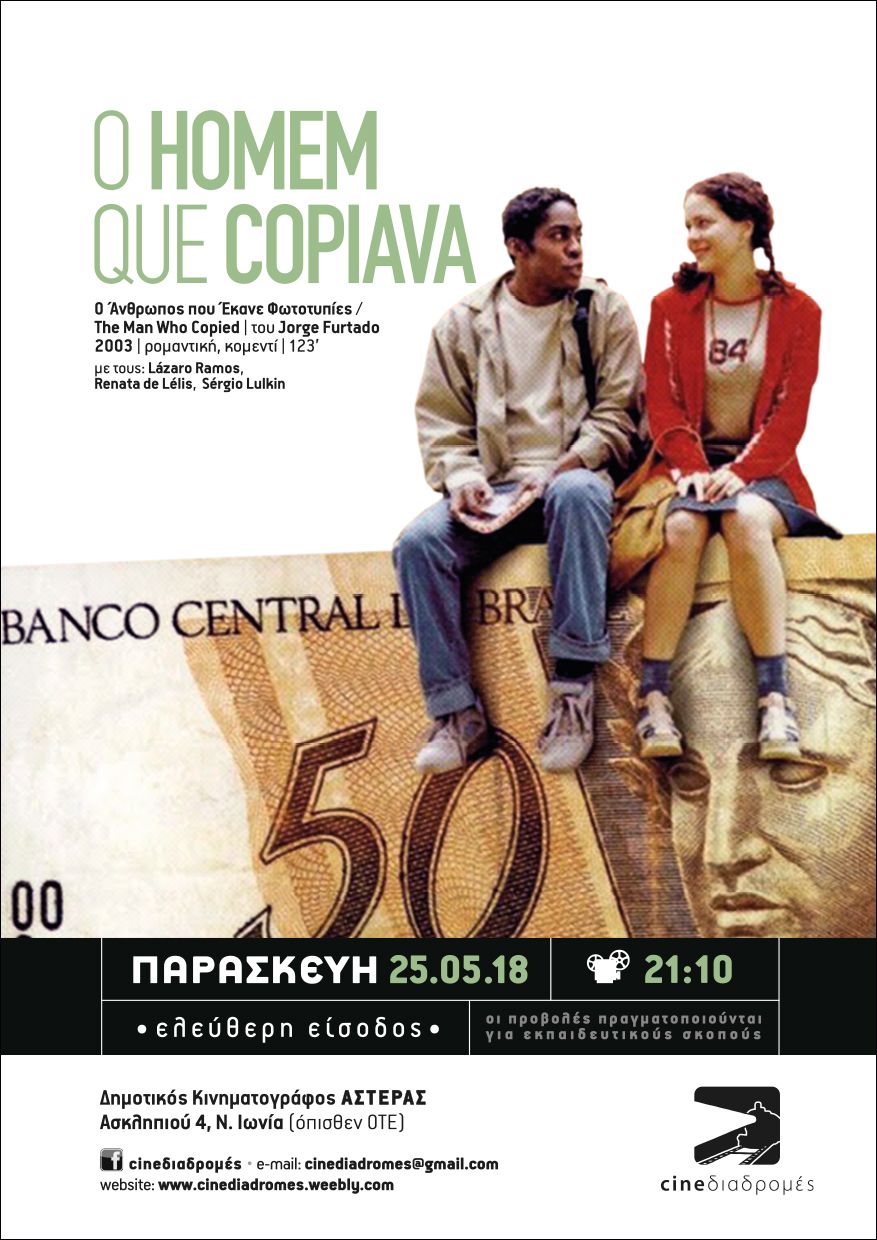 O HOMEM
QUE COPIAVA
Ο Άνθρωπος που Έκανε Φωτοτυπίες /
The Man Who Copied | του Jorge Furtado
2003 | ρομαντική, κομεντί | 123’
με τους: Lázaro Ramos,
Renata de Lélis, Sérgio Lulkin
84
BANCO CENTRAL BRA
50
00
ΠΑΡΑΣΚΕΥΗ 25.05.18
21:10
• ελεύθερη είσοδος •
οι προβολές πραγματοποιούνται
για εκπαιδευτικούς σκοπούς
Δημοτικός Κινηματογράφος ΑΣΤΕΡΑΣ
Ασκληπιού 4, Ν. Ιωνία (όπισθεν ΟΤΕ)
f cineδιαδρομές • e-mail: cinediadromes@gmail.com
website: www.cinediadromes.weebly.com
cineδιαδρομές